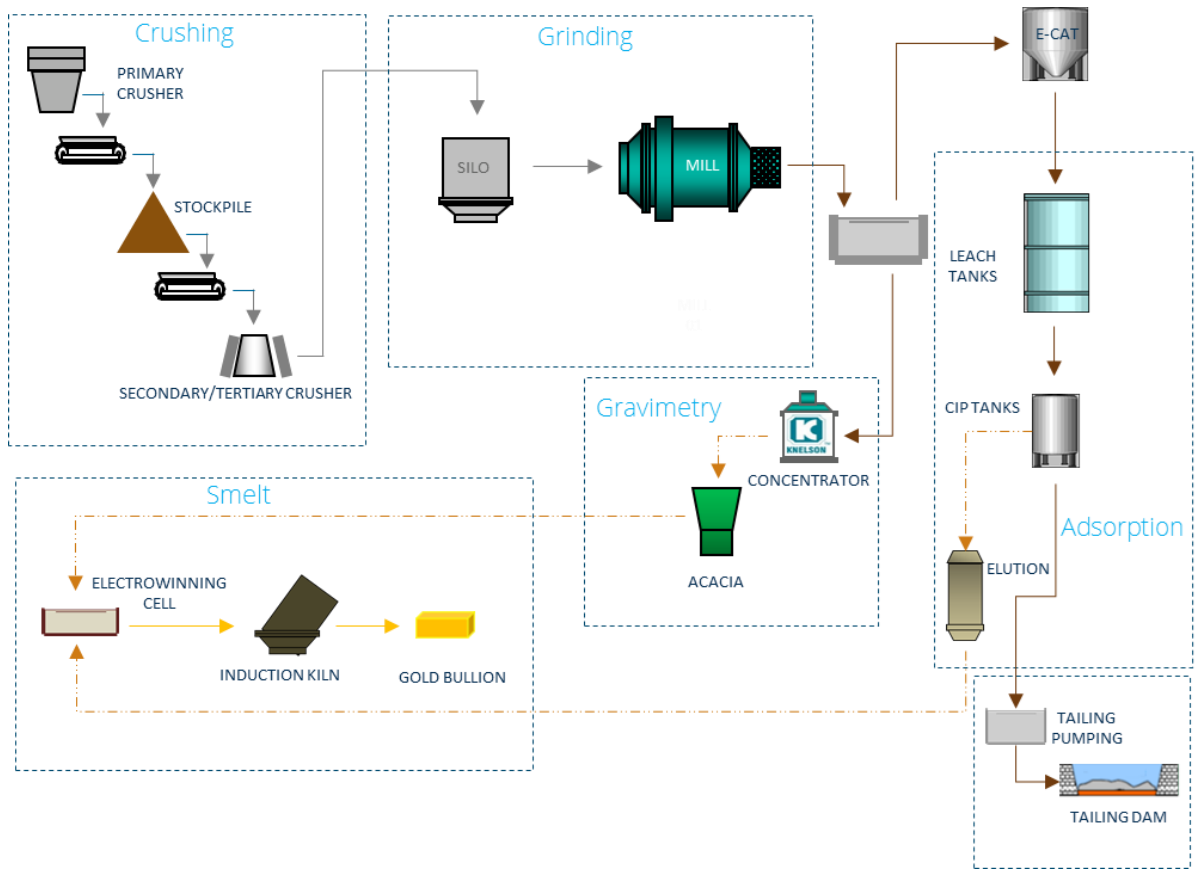 Crushing
PRIMARY
CRUSHER
STOCKPILE
SECONDARY/TERTIARY CRUSHER
Grinding
SILO
MILL
E-CAT
LEACH
TANKS
CIP TANKS
Adsorption
ELUTION
Gravimetry
KNELSON
CONCENTRATOR
ACACIA
Smelt
ELECTROWINNING
CELL
INDUCTION KILN
GOLD BULLION
TAILING
PUMPING
TAILING DAM